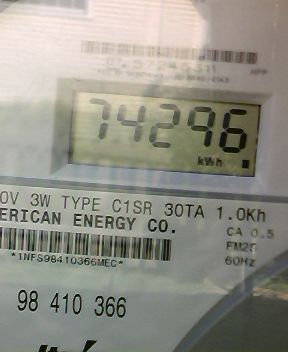 74296
kWh
0V 3W TYPE C1SR 30TA 1.0Kh
ERICAN ENERGY CO.
CA 0.5
FM2S
60Hz
*1NFS98410366MEC*
98 410 366